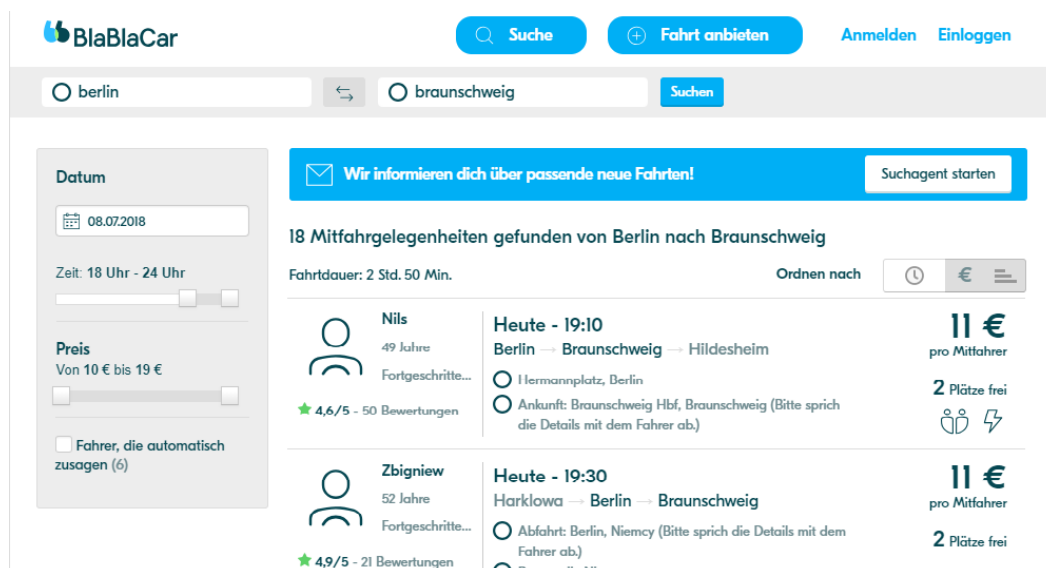 BlaBlaCar
Suche
Fahrt anbieten
Anmelden
Einloggen
berlin
braunschweig
Suchen
Datum
08.07.2018
Zeit: 18 Uhr - 24 Uhr
Preis
Von 10 € bis 19 €
Fahrer, die automatisch
zusagen (6)
Wir informieren dich über passende neue Fahrten!
Suchagent starten
18 Mitfahrgelegenheiten gefunden von Berlin nach Braunschweig
Fahrtdauer: 2 Std. 50 Min.
Ordnen nach
€
Nils
49 Jahre
Fortgeschritte...
4,6/5 - 50 Bewertungen
Heute - 19:10
Berlin → Braunschweig → Hildesheim
Hermannplatz, Berlin
Ankunft: Braunschweig Hbf, Braunschweig (Bitte sprich
die Details mit dem Fahrer ab.)
11 €
pro Mitfahrer
2 Plätze frei
Zbigniew
52 Jahre
Fortgeschritte...
4,9/5 - 21 Bewertungen
Heute - 19:30
Harklowa → Berlin → Braunschweig
Abfahrt: Berlin, Niemcy (Bitte sprich die Details mit dem
Fahrer ab.)
11 €
pro Mitfahrer
2 Plätze frei